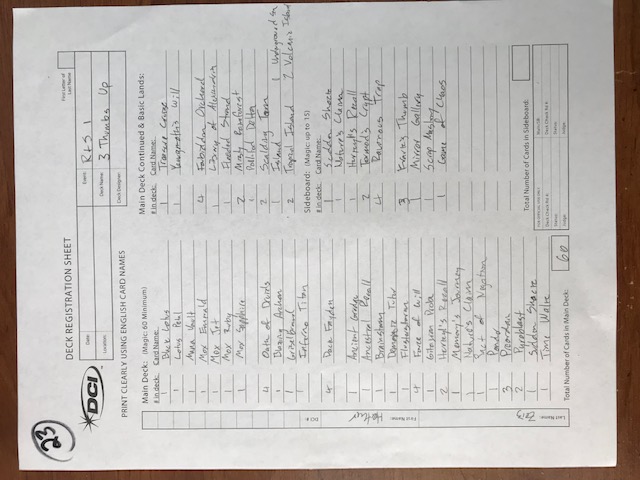 23
DECK REGISTRATION SHEET
First Letter of Last Name
DCI
Date:
Event: R+S 1
Location:
Deck Name: 3 Thumbs Up
Deck Designer:
PRINT CLEARLY USING ENGLISH CARD NAMES
Main Deck: (Magic: 60 Minimum)
# in deck: Card Name:
1 Black Lotus
1 Lotus Petal
1 Mana Vault
1 Mox Emerald
1 Mox Jet
1 Mox Ruby
1 Mox Sapphire
4 Oath of Druids
1 Blazing Archon
1 Griselbrand
1 Inferno Titan
4 Dack Fayden
1 Ancient Grudge
1 Ancestral Recall
1 Brainstorm
1 Demonic Tutor
1 Flusterstorm
4 Force of Will
1 Gitaxian Probe
2 Hurkyl's Recall
1 Memory's Journey
1 Nature's Claim
1 Pact of Negation
1 Ponder
3 Preordain
2 Pyroblast
1 Sudden Shock
1 Time Walk
Total Number of Cards in Main Deck: 60
Main Deck Continued & Basic Lands:
# in deck: Card Name:
1 Treasure Cruise
1 Yawgmoth's Will
4 Forbidden Orchard
1 Library of Alexandria
1 Flooded Strand
2 Misty Rainforest
1 Polluted Delta
2 Scalding Tarn
1 Island 1 Underground Sea
2 Tropical Island 2 Volcanic Island
Sideboard: (Magic: up to 15)
# in deck: Card Name:
1 Sudden Shock
1 Nature's Claim
1 Hurkyl's Recall
2 Tormod's Crypt
4 Ravenous Trap
3 Krark's Thumb
1 Mirror Gallery
1 Scrap Mastery
1 Game of Chaos
Total Number of Cards in Sideboard:
FOR OFFICIAL USE ONLY
Main/SB:
Deck Check Rd #:
Deck Check Rd #:
Status:
Status:
Judge:
Judge:
DCI #:
First Name: Heather
Last Name: